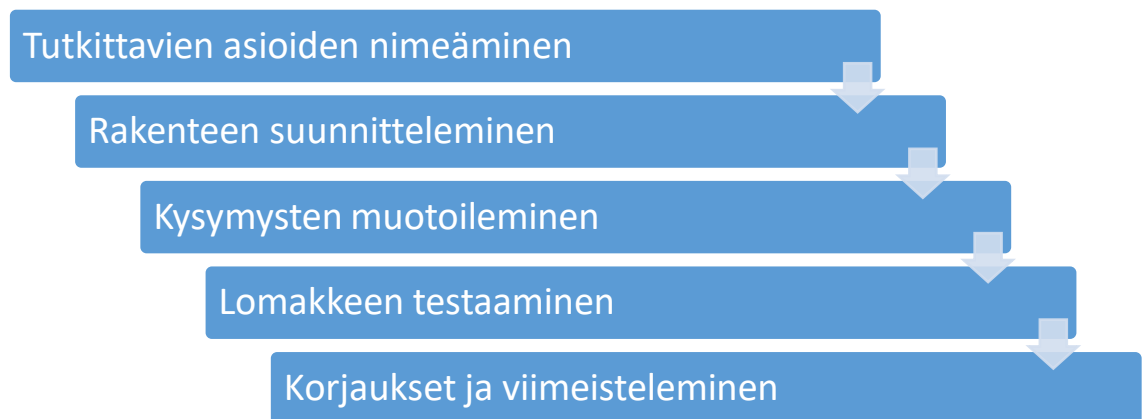 Tutkittavien asioiden nimeäminen
Rakenteen suunnitteleminen
Kysymysten muotoileminen
Lomakkeen testaaminen
Korjaukset ja viimeisteleminen